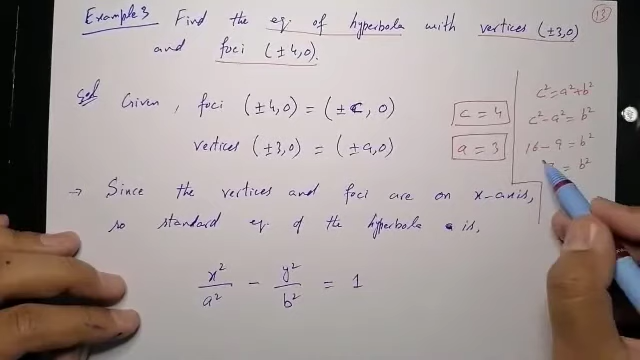 13
Example 3 Find the eq. of hyperbola with vertices (±3,0)
and foci (±4,0).
Sol Given, foci (±4,0) = (±c, 0)
vertices (±3,0) = (±a,0)
c = 4
a = 3
c² = a² + b²
c² - a² = b²
16 - 9 = b²
= b²
→ Since the vertices and foci are on x-axis,
so standard eq. of the hyperbola is,
x²/a² - y²/b² = 1